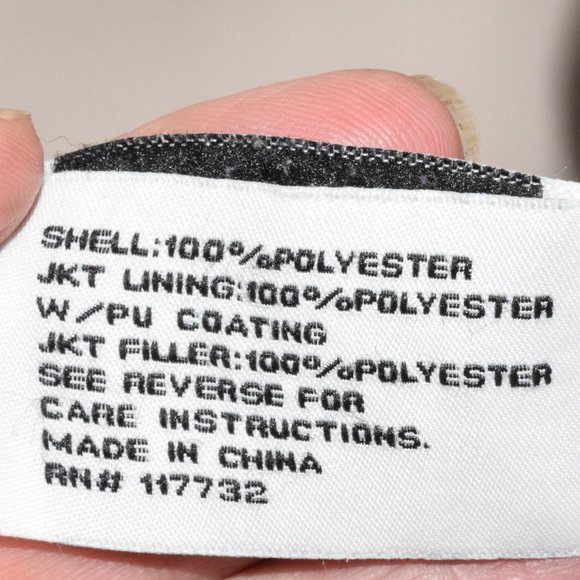 SHELL:100%POLYESTER
JKT LINING:100%POLYESTER
W/PU COATING
JKT FILLER:100%POLYESTER
SEE REVERSE FOR
CARE INSTRUCTIONS.
MADE IN CHINA
RN# 117732